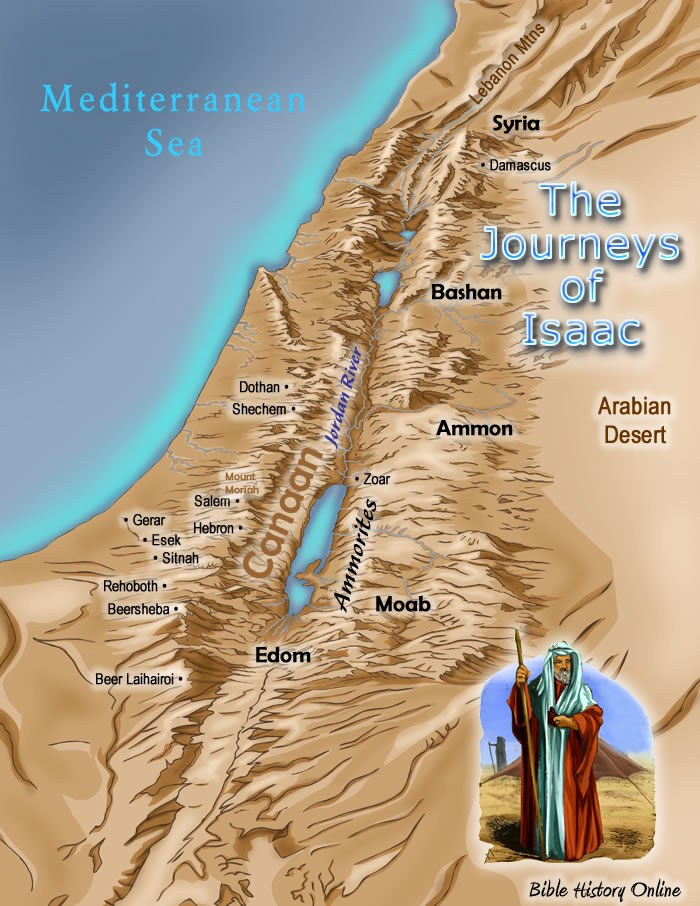 Lebanon Mtns
Mediterranean
Sea
Syria
Damascus
The
Journeys
of
Isaac
Bashan
Jordan River
Dothan
Shechem
Arabian
Desert
Ammon
Canaan
Mount
Moriah
Zoar
Salem
Ammorites
Gerar
Hebron
Esek
Sitnah
Rehoboth
Beersheba
Moab
Edom
Beer Laihairoi
Bible History Online